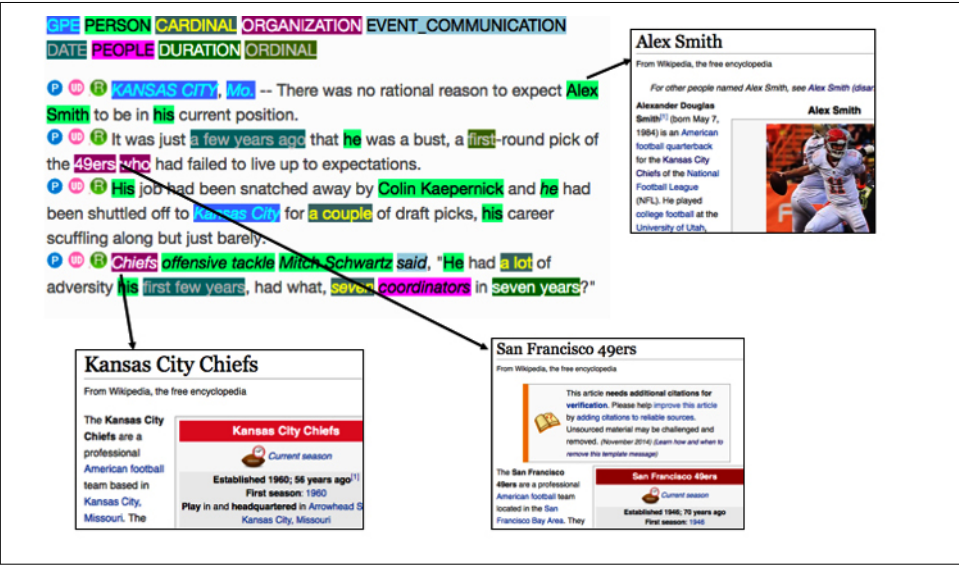 GPE PERSON CARDINAL ORGANIZATION EVENT_COMMUNICATION
DATE PEOPLE DURATION ORDINAL
P UD R KANSAS CITY, Mo. -- There was no rational reason to expect Alex
Smith to be in his current position.
P UD R It was just a few years ago that he was a bust, a first-round pick of
the 49ers who had failed to live up to expectations.
P UD R His job had been snatched away by Colin Kaepernick and he had
been shuttled off to Kansas City for a couple of draft picks, his career
scuffling along but just barely.
P UD R Chiefs offensive tackle Mitch Schwartz said, "He had a lot of
adversity his first few years, had what, seven coordinators in seven years?"
Alex Smith
From Wikipedia, the free encyclopedia
For other people named Alex Smith, see Alex Smith (disar
Alexander Douglas
Smith[1] (born May 7,
1984) is an American
football quarterback
for the Kansas City
Chiefs of the National
Football League
(NFL). He played
college football at the
University of Utah,
Alex Smith
11
Kansas City Chiefs
From Wikipedia, the free encyclopedia
The Kansas City
Chiefs are a
professional
American football
team based in
Kansas City,
Missouri. The
Kansas City Chiefs
Current season
Established 1960; 56 years ago[1]
First season: 1960
Play in and headquartered in Arrowhead S
Kansas City, Missouri
San Francisco 49ers
From Wikipedia, the free encyclopedia
This article needs additional citations for
verification. Please help improve this article
by adding citations to reliable sources.
Unsourced material may be challenged and
removed. (November 2014) (Learn how and when to
remove this template message)
The San Francisco
49ers are a professional
American football team
located in the San
Francisco Bay Area. They
San Francisco 49ers
Current season
Established 1946; 70 years ago
First season: 1946